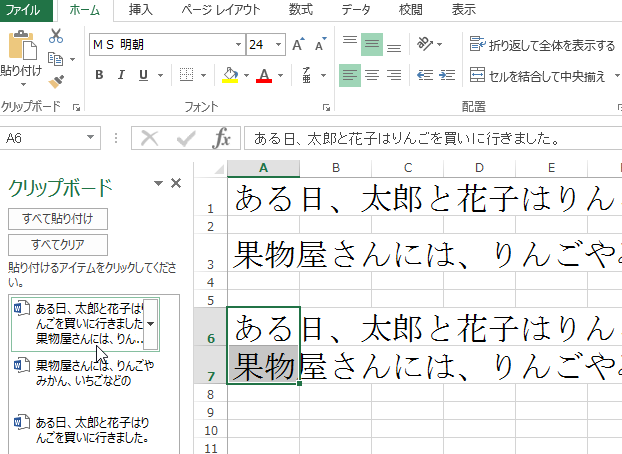 ファイル ホーム 挿入 ページ レイアウト 数式 データ 校閲 表示
ＭＳ 明朝 24 A A 折り返して全体を表示する
貼り付け B I U A ア 亜 セルを結合して中央揃え
クリップボード フォント 配置
A6 fx ある日、太郎と花子はりんごを買いに行きました。
クリップボード
すべて貼り付け
すべてクリア
貼り付けるアイテムをクリックしてくださ
い。
ある日、太郎と花子はり
んごを買いに行きました
果物屋さんには、りん...
果物屋さんには、りんごや
みかん、いちごなどの
ある日、太郎と花子はり
んごを買いに行きました。
A B C D E
1 ある日、太郎と花子はりん
2
3 果物屋さんには、りんごやみ
4
5
6 ある日、太郎と花子はりん
7 果物屋さんには、りんごやみ
8
9
10
11